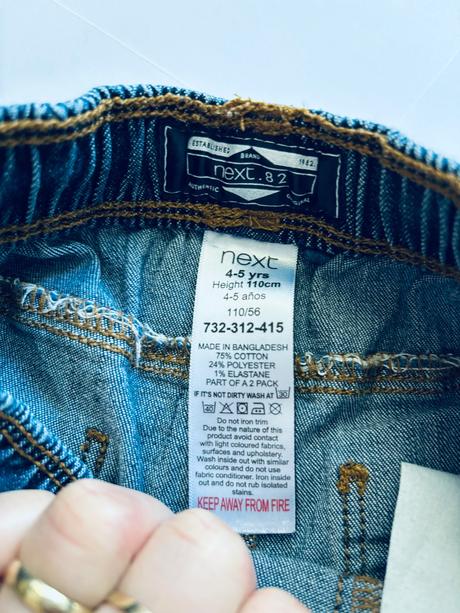 ESTABLISHED BRAND 1982.
next.82
AUTHENTIC ORIGINAL
next
4-5 yrs
Height 110cm
4-5 años
110/56
732-312-415
MADE IN BANGLADESH
75% COTTON
24% POLYESTER
1% ELASTANE
PART OF A 2 PACK
IF IT'S NOT DIRTY WASH AT 30
40
Do not iron trim
Due to the nature of this
product avoid contact
with light coloured fabrics,
surfaces and upholstery.
Wash inside out with similar
colours and do not use
fabric conditioner. Iron inside
out and do not rub isolated
stains.
KEEP AWAY FROM FIRE